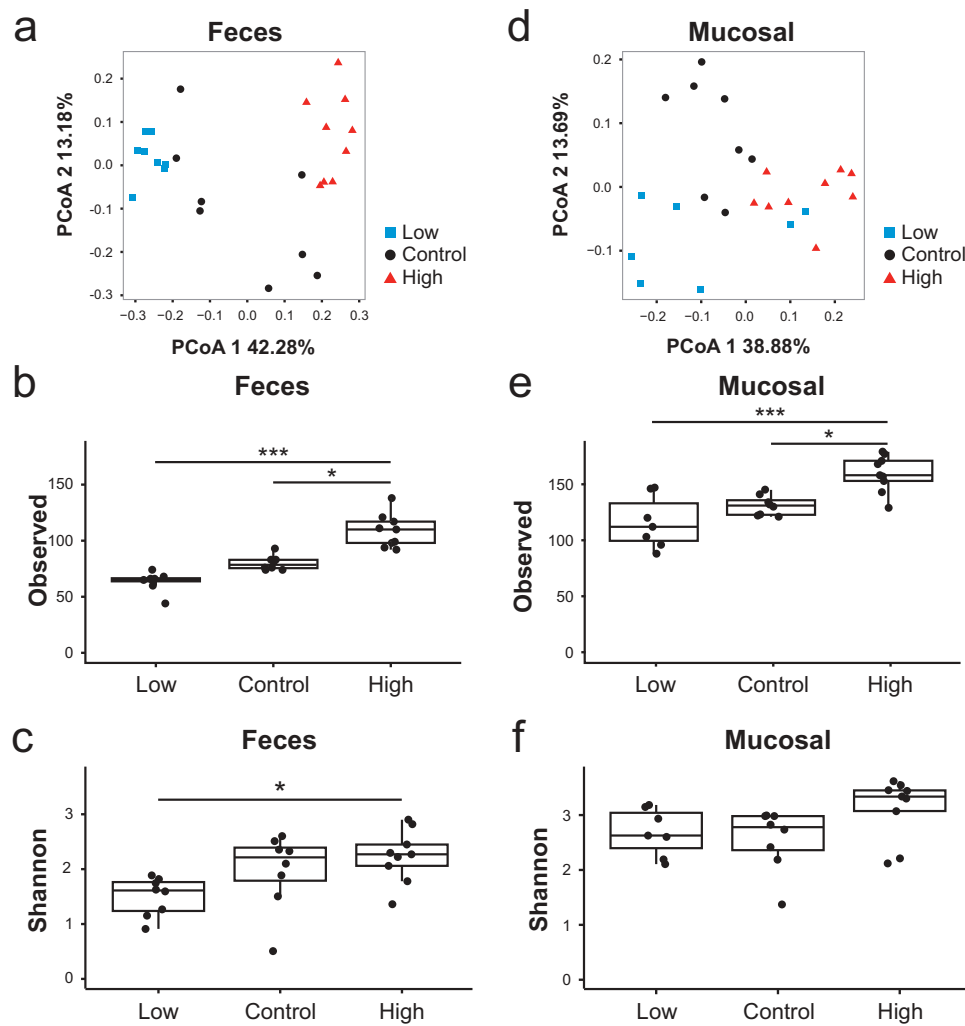 a
Feces
0.2
0.1
0.0
−0.1
−0.2
−0.3
PCoA 2 13.18%
−0.3 −0.2 −0.1 0.0 0.1 0.2 0.3
PCoA 1 42.28%
Low
Control
High
d
Mucosal
0.2
0.1
0.0
−0.1
PCoA 2 13.69%
−0.2 −0.1 0.0 0.1 0.2
PCoA 1 38.88%
Low
Control
High
b
Feces
***
*
150
100
50
0
Observed
Low Control High
e
Mucosal
***
*
150
100
50
0
Observed
Low Control High
c
Feces
*
3
2
1
0
Shannon
Low Control High
f
Mucosal
3
2
1
0
Shannon
Low Control High